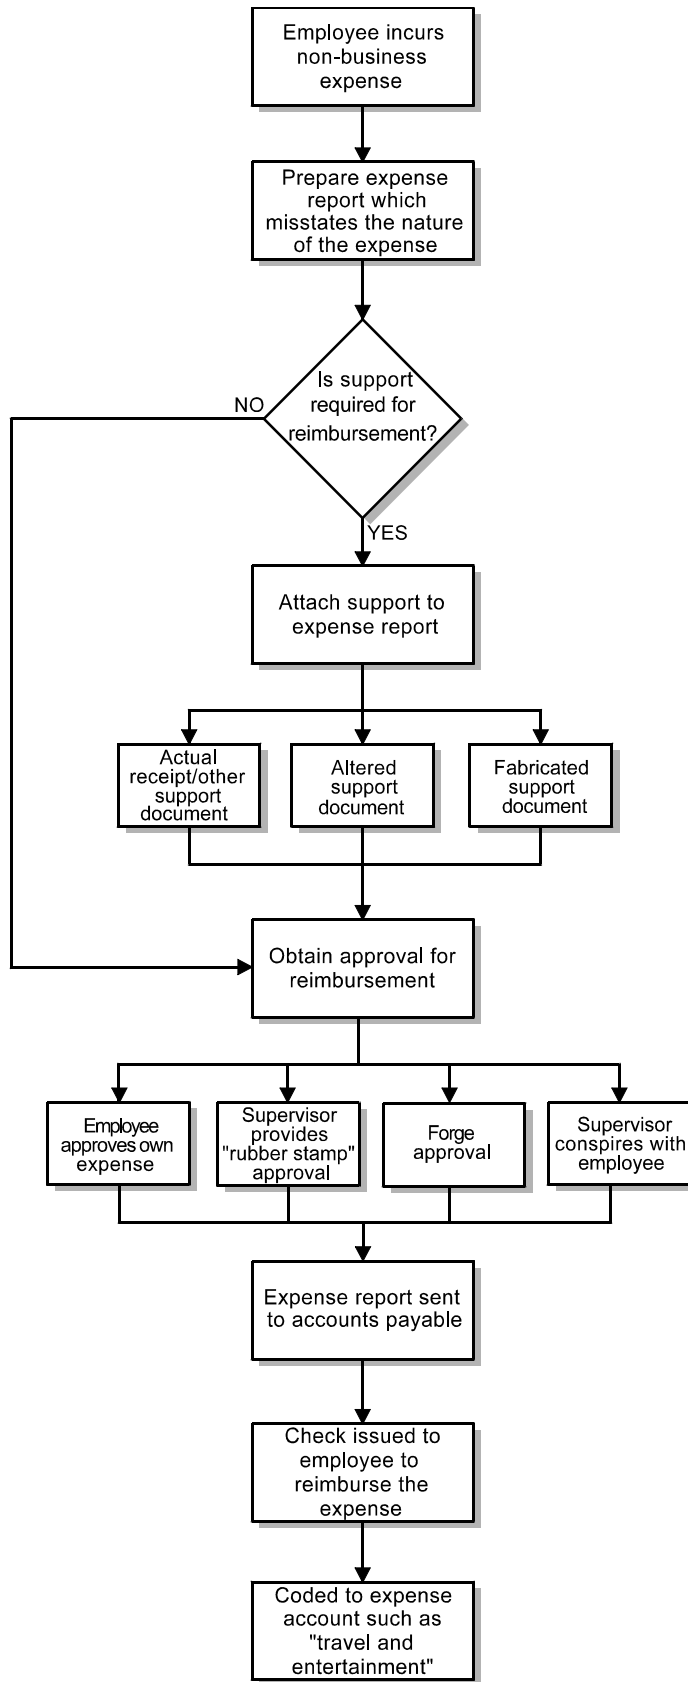 Employee incurs
non-business
expense
Prepare expense
report which
misstates the nature
of the expense
Is support
required for
reimbursement?
NO
YES
Attach support to
expense report
Actual
receipt/other
support
document
Altered
support
document
Fabricated
support
document
Obtain approval for
reimbursement
Employee
approves own
expense
Supervisor
provides
"rubber stamp"
approval
Forge
approval
Supervisor
conspires with
employee
Expense report sent
to accounts payable
Check issued to
employee to
reimburse the
expense
Coded to expense
account such as
"travel and
entertainment"